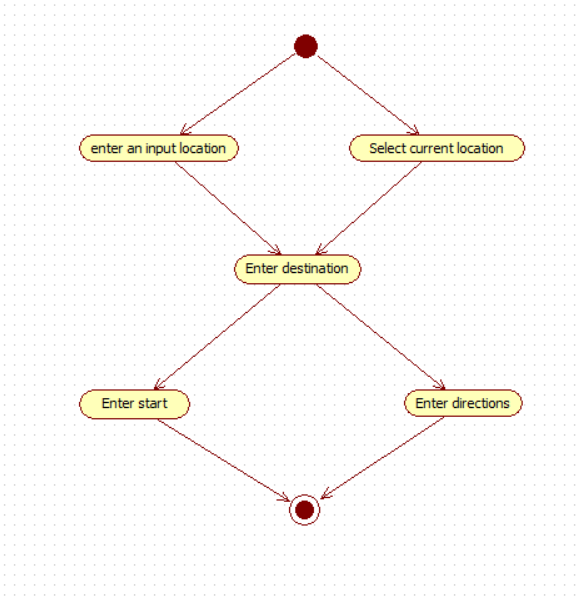 enter an input location
Select current location
Enter destination
Enter start
Enter directions